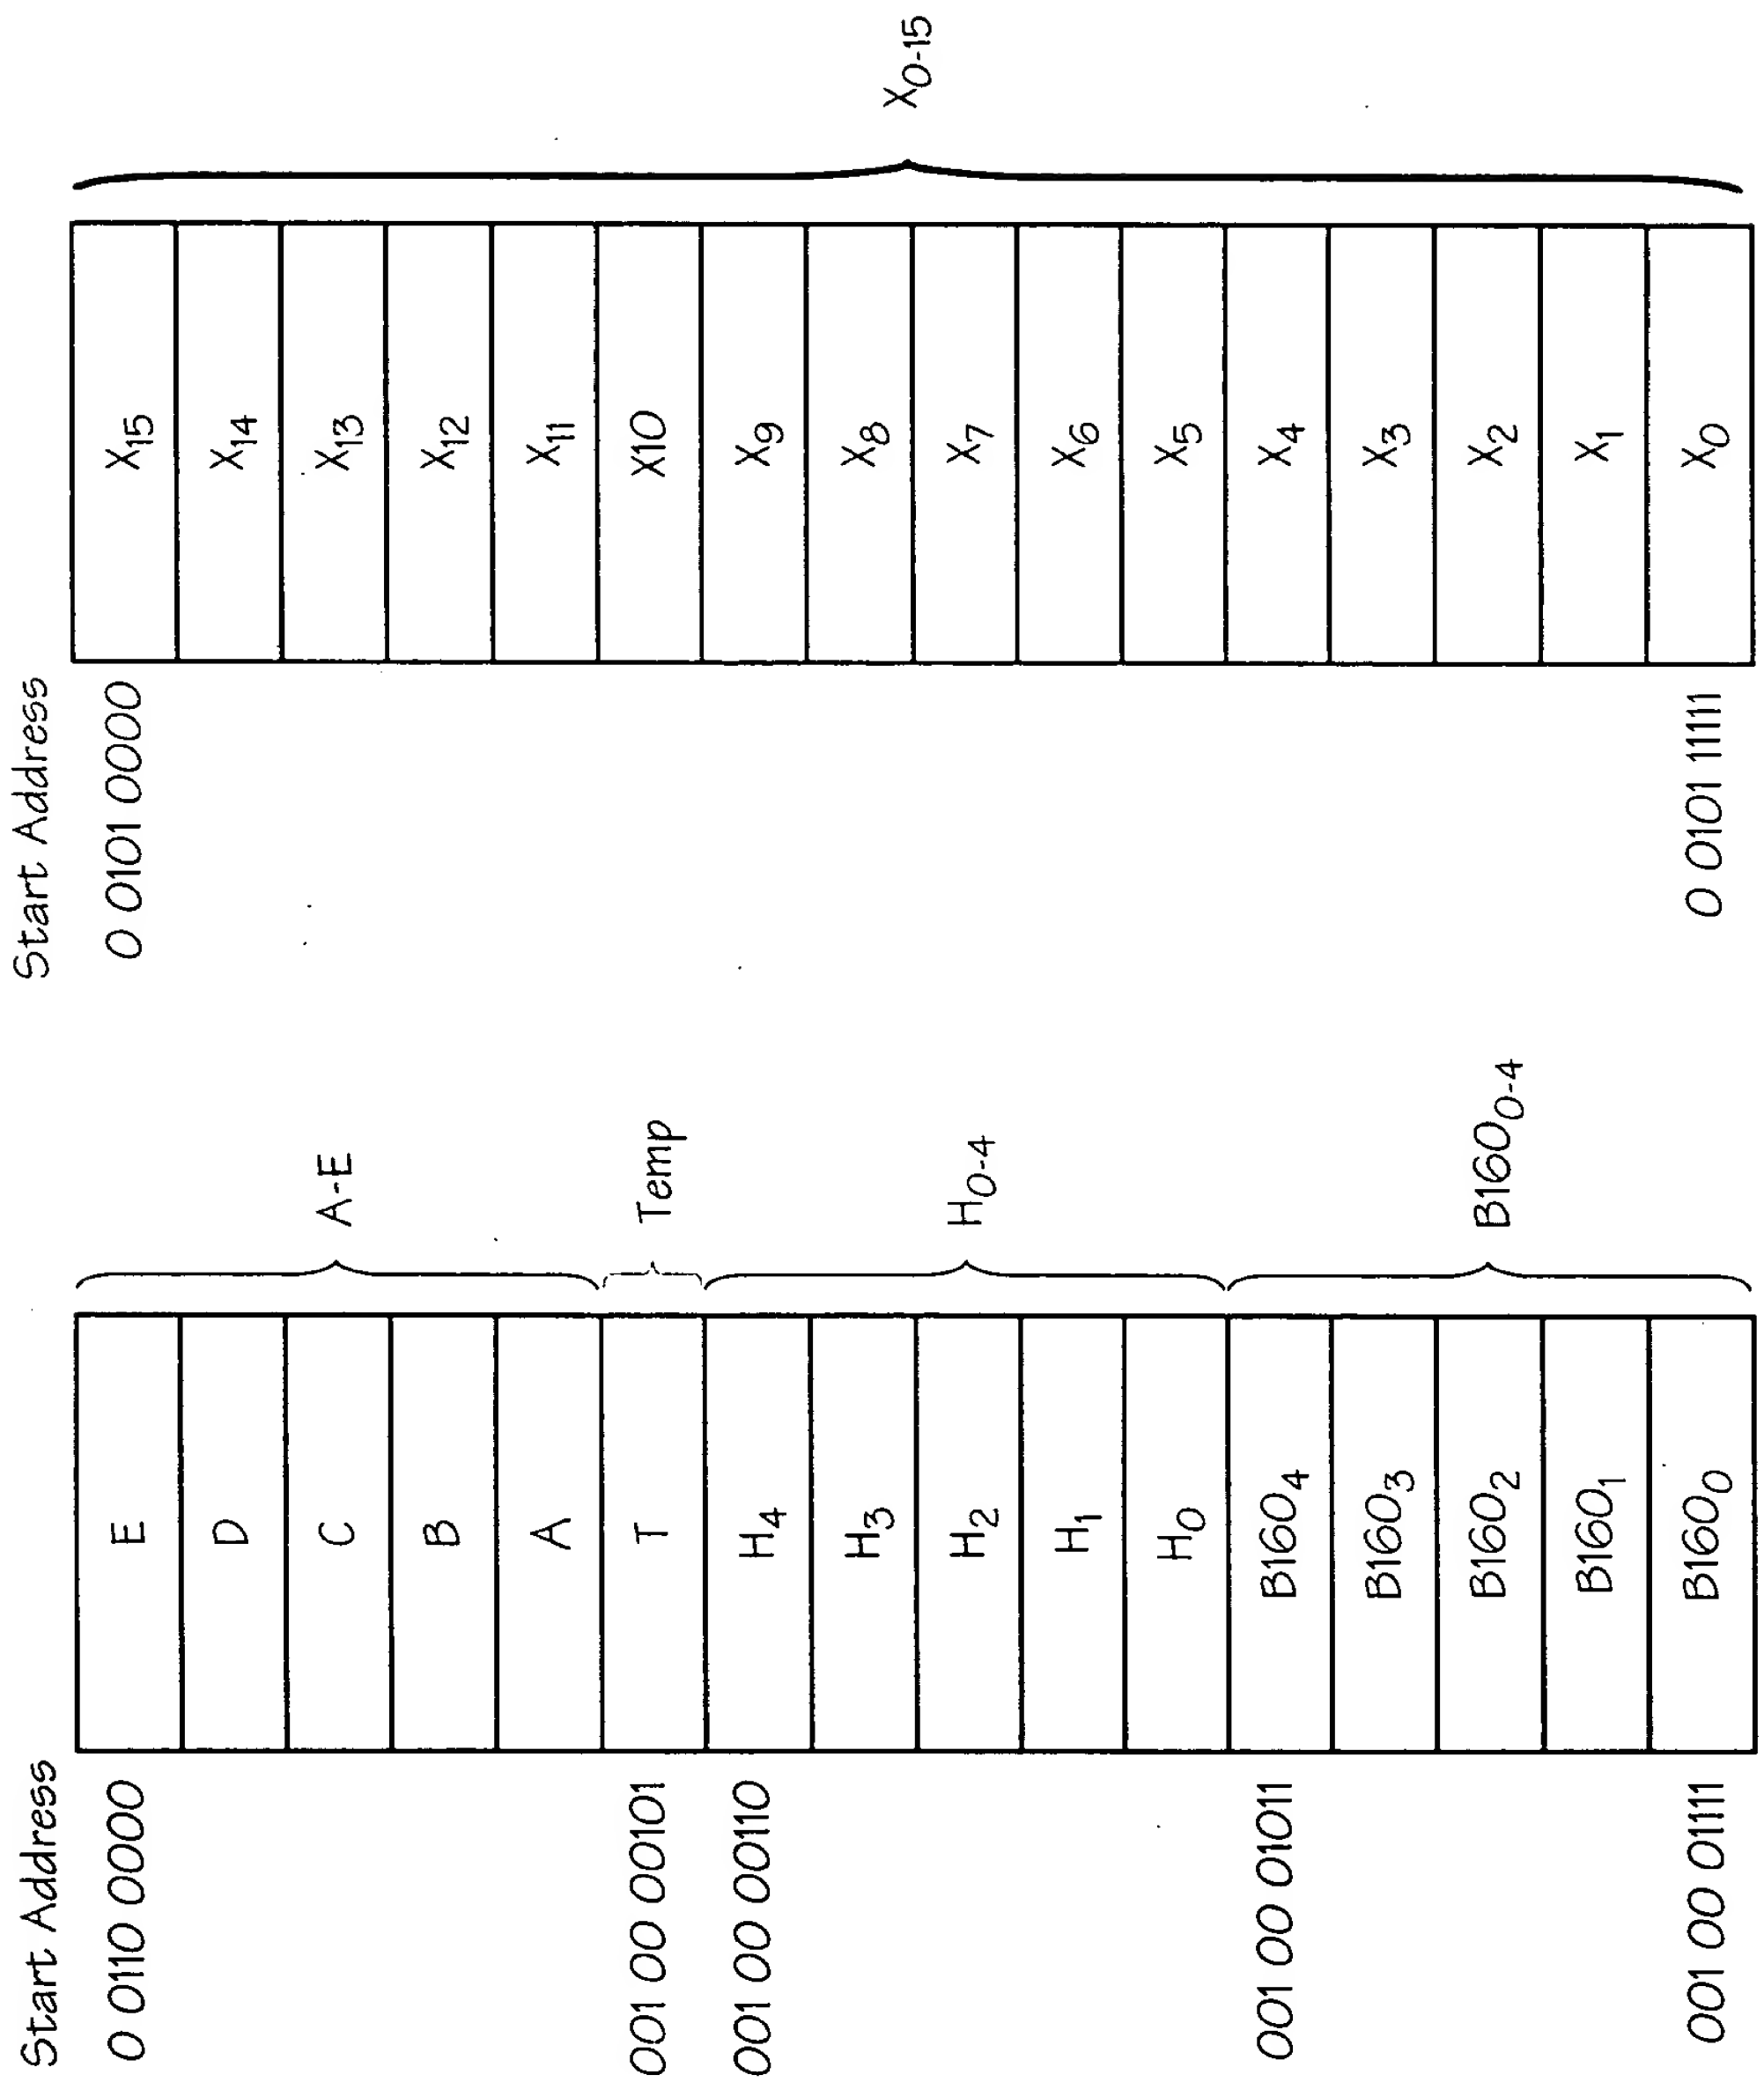 Start Address
0 0110 0000
E
D
C
B
A
A-E
001 00 00101
T
Temp
001 00 00110
H4
H3
H2
H1
H0
H0-4
001 00 01011
B1604
B1603
B1602
B1601
001 00 01111
B1600
B1600-4
Start Address
0 0101 0000
X15
X14
X13
X12
X11
X10
X9
X8
X7
X6
X5
X4
X3
X2
X1
0 0101 11111
X0
X0-15